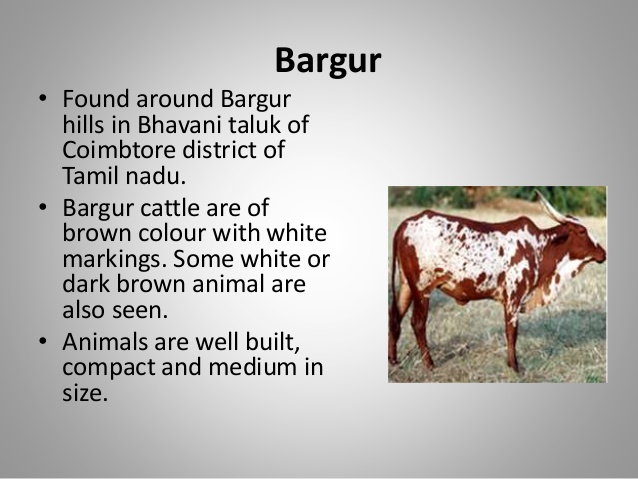 Bargur
• Found around Bargur
hills in Bhavani taluk of
Coimbtore district of
Tamil nadu.
• Bargur cattle are of
brown colour with white
markings. Some white or
dark brown animal are
also seen.
• Animals are well built,
compact and medium in
size.